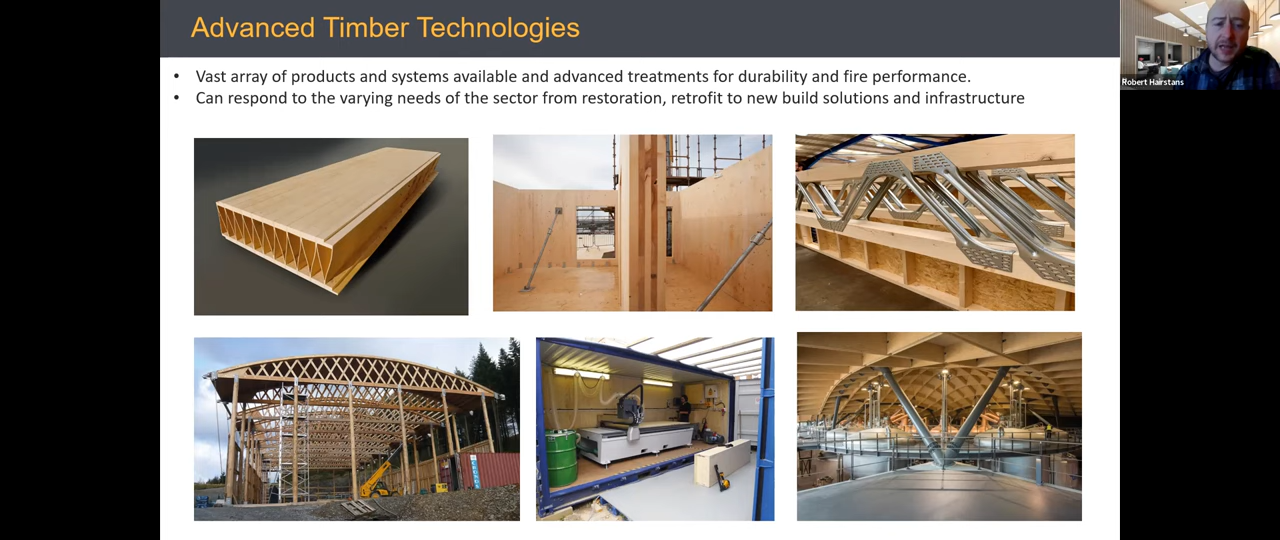 Advanced Timber Technologies
• Vast array of products and systems available and advanced treatments for durability and fire performance.
• Can respond to the varying needs of the sector from restoration, retrofit to new build solutions and infrastructure
Robert Hairstans